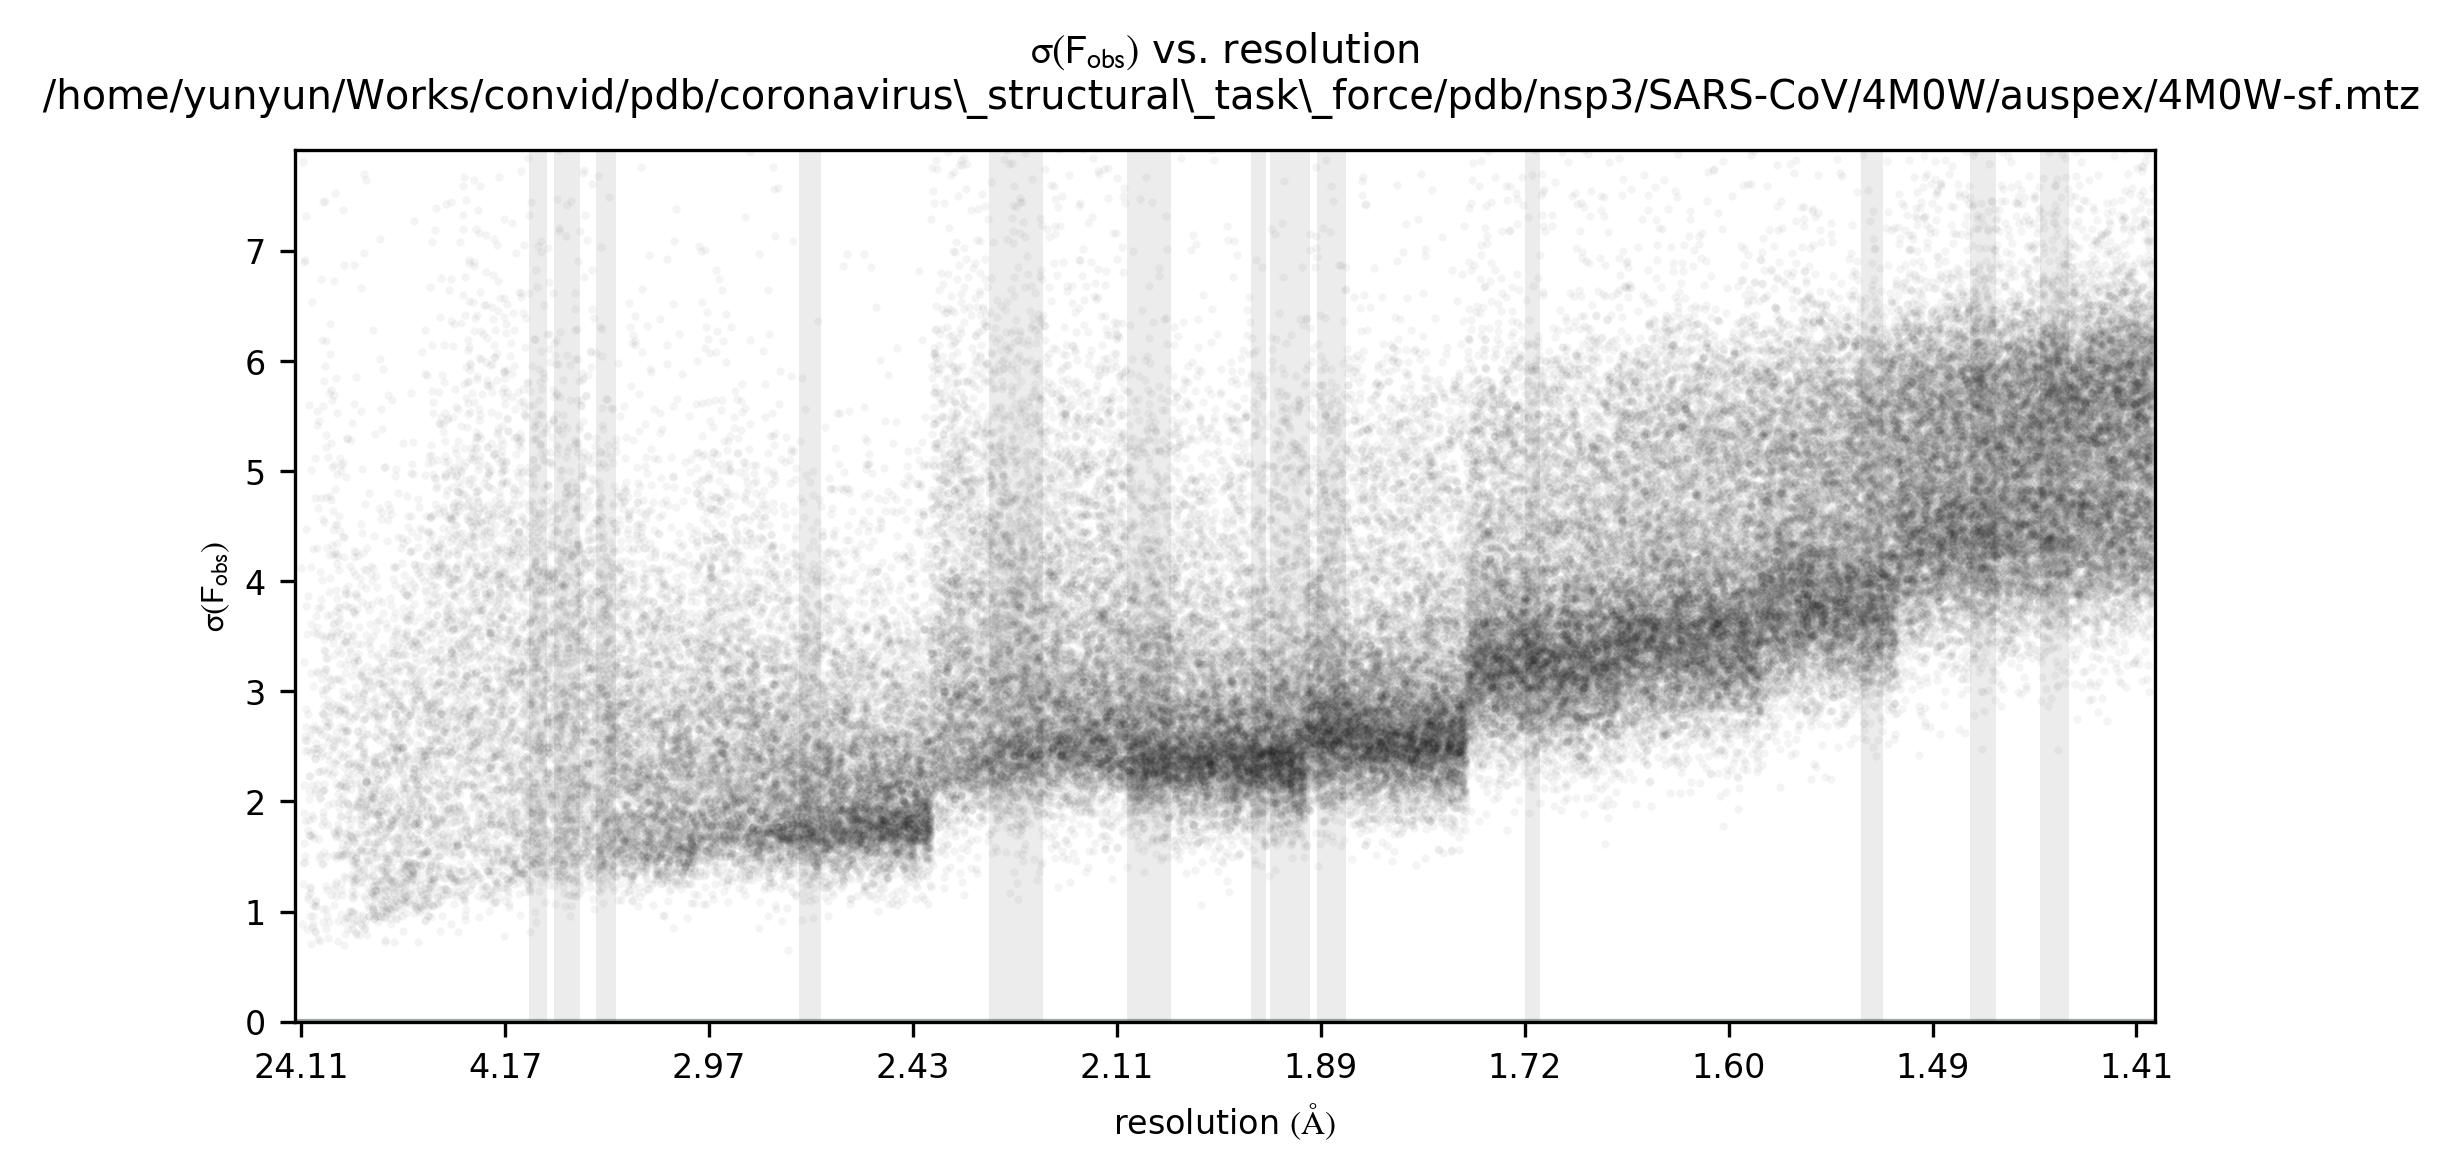 σ(F_obs) vs. resolution
/home/yunyun/Works/convid/pdb/coronavirus\_structural\_task\_force/pdb/nsp3/SARS-CoV/4M0W/auspex/4M0W-sf.mtz
σ(F_obs)
7
6
5
4
3
2
1
0
24.11 4.17 2.97 2.43 2.11 1.89 1.72 1.60 1.49 1.41
resolution (Å)